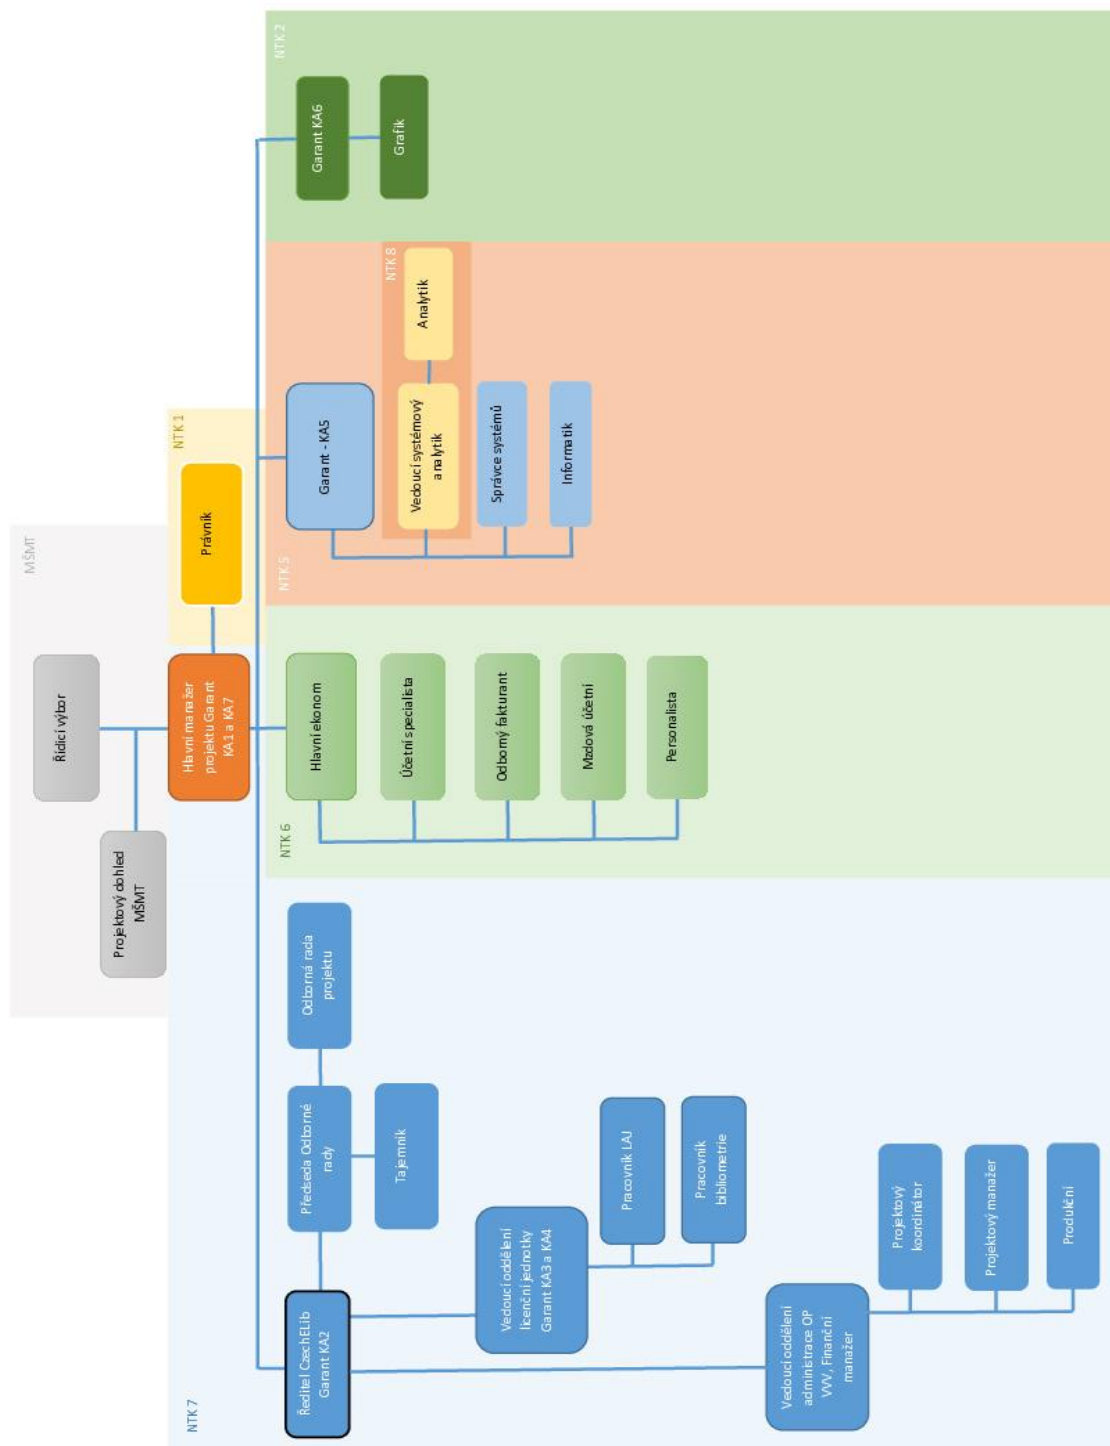 MŠMT
Řídicí výbor
Projektový dohled
MŠMT
NTK 1
Hlavní manažer
projektu Garant
KA1 a KA7
Právník
NTK 7
Ředitel CzechELib
Garant KA2
Předseda Odborné
rady
Odborná rada
projektu
Tajemník
Vedoucí oddělení
licenční jednotky
Garant KA3 a KA4
Pracovník LAJ
Pracovník
bibliometrie
Vedoucí oddělení
administrace OP
VVV, Finanční
manažer
Projektový
koordinátor
Projektový manažer
Produkční
NTK 6
Hlavní ekonom
Účetní specialista
Odborný fakturant
Mzdová účetní
Personalista
NTK 5
Garant - KA5
NTK 8
Vedoucí systémový
analytik
Analytik
Správce systémů
Informatik
NTK 2
Garant KA6
Grafik